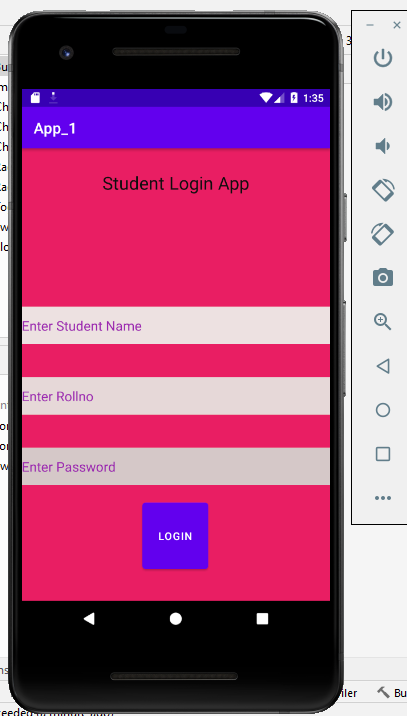 1:35
App_1
Student Login App
Enter Student Name
Enter Rollno
Enter Password
LOGIN